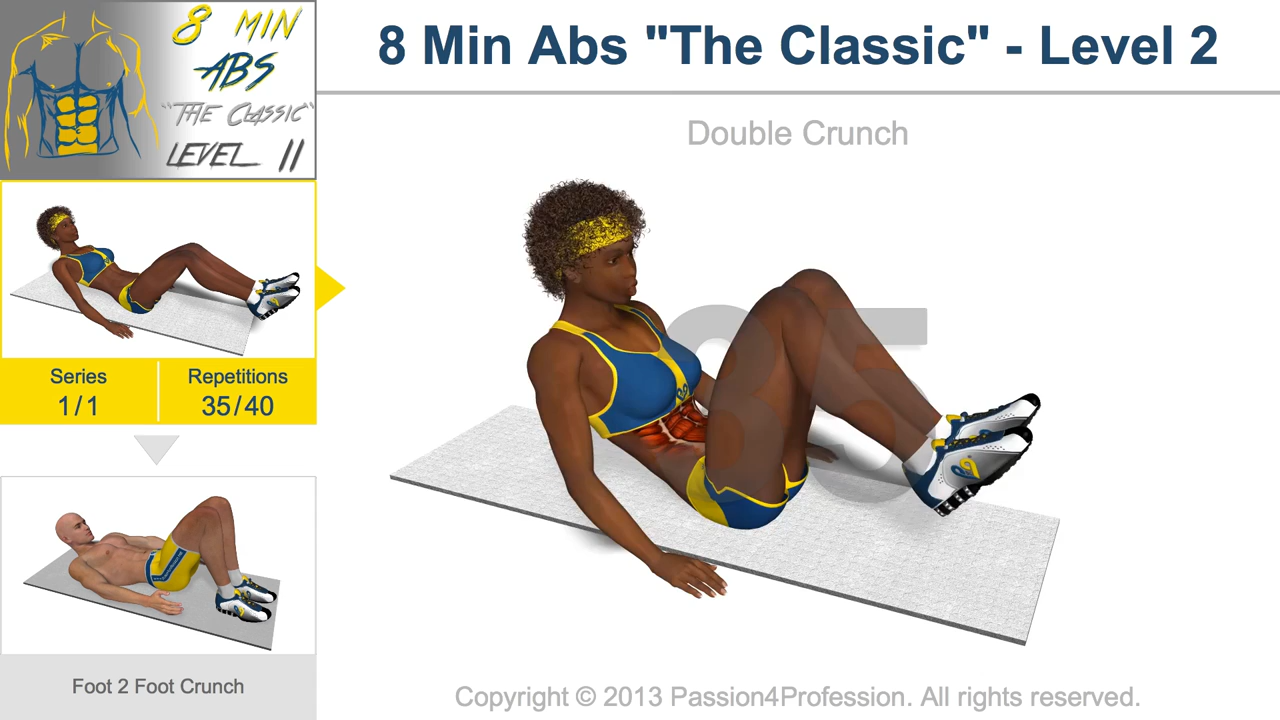 8 MIN
ABS
"THE CLASSIC"
LEVEL II
8 Min Abs "The Classic" - Level 2
Double Crunch
85
Series
1/1
Repetitions
35/40
Foot 2 Foot Crunch
Copyright © 2013 Passion4Profession. All rights reserved.